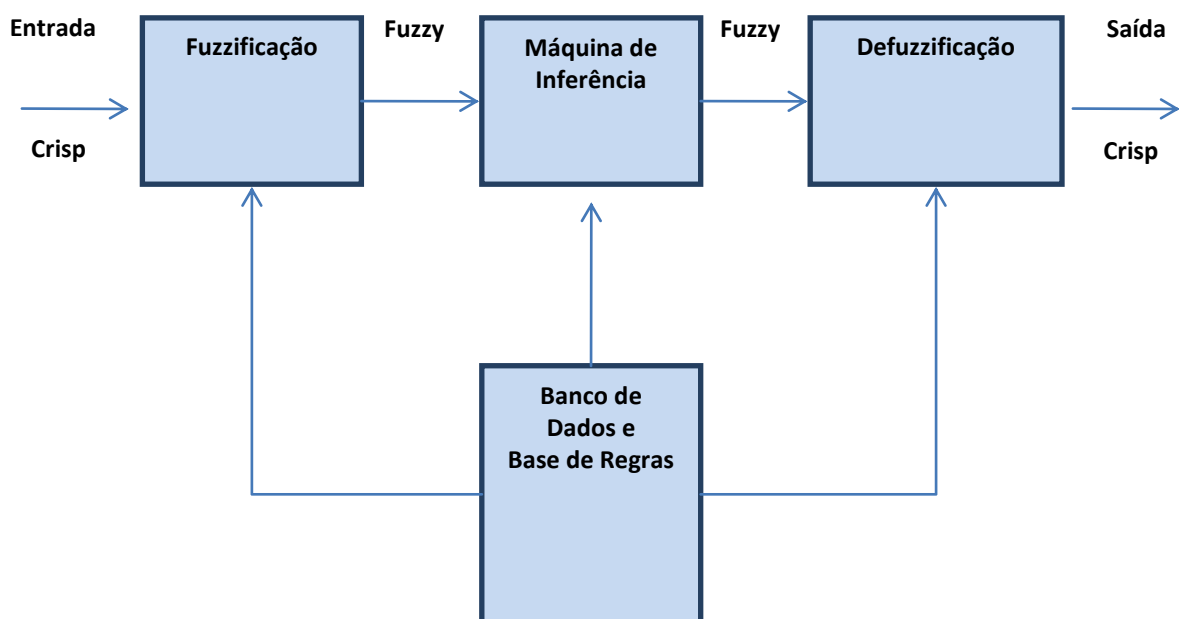 Entrada
Fuzzificação
Fuzzy
Máquina de
Inferência
Fuzzy
Defuzzificação
Saída
Crisp
Crisp
Banco de
Dados e
Base de Regras